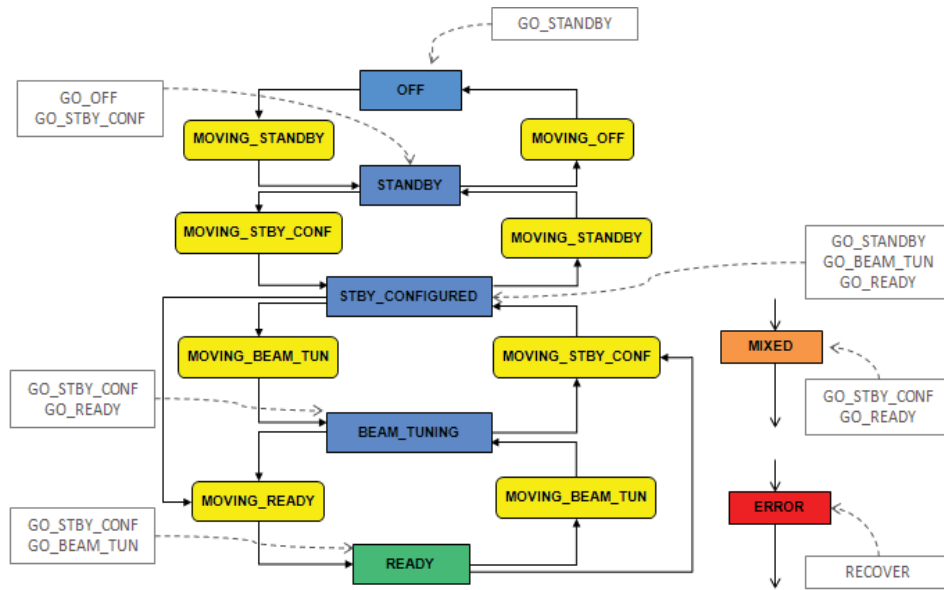 GO_STANDBY
OFF
GO_OFF
GO_STBY_CONF
MOVING_STANDBY
MOVING_OFF
STANDBY
MOVING_STBY_CONF
MOVING_STANDBY
GO_STANDBY
GO_BEAM_TUN
GO_READY
STBY_CONFIGURED
MOVING_BEAM_TUN
MOVING_STBY_CONF
MIXED
GO_STBY_CONF
GO_READY
GO_STBY_CONF
GO_READY
BEAM_TUNING
MOVING_READY
MOVING_BEAM_TUN
ERROR
GO_STBY_CONF
GO_BEAM_TUN
READY
RECOVER